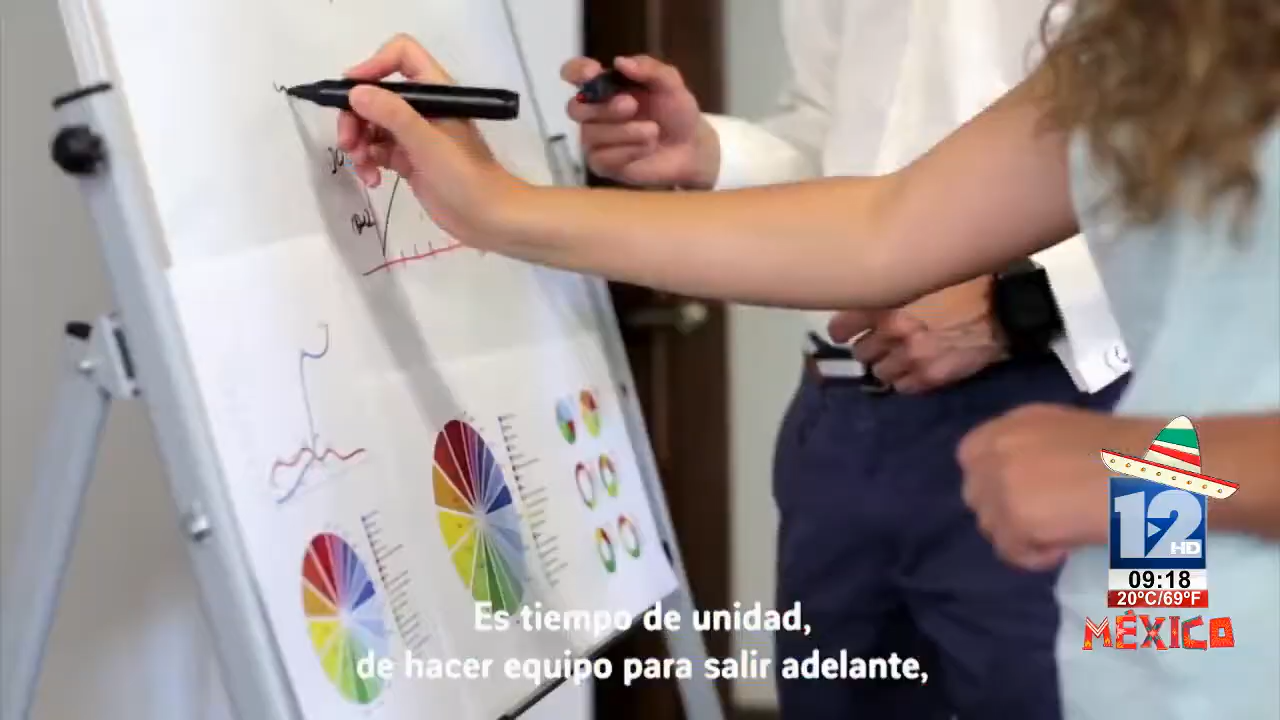 12
HD
09:18
20°C/69°F
MÉXICO
Es tiempo de unidad,
de hacer equipo para salir adelante,